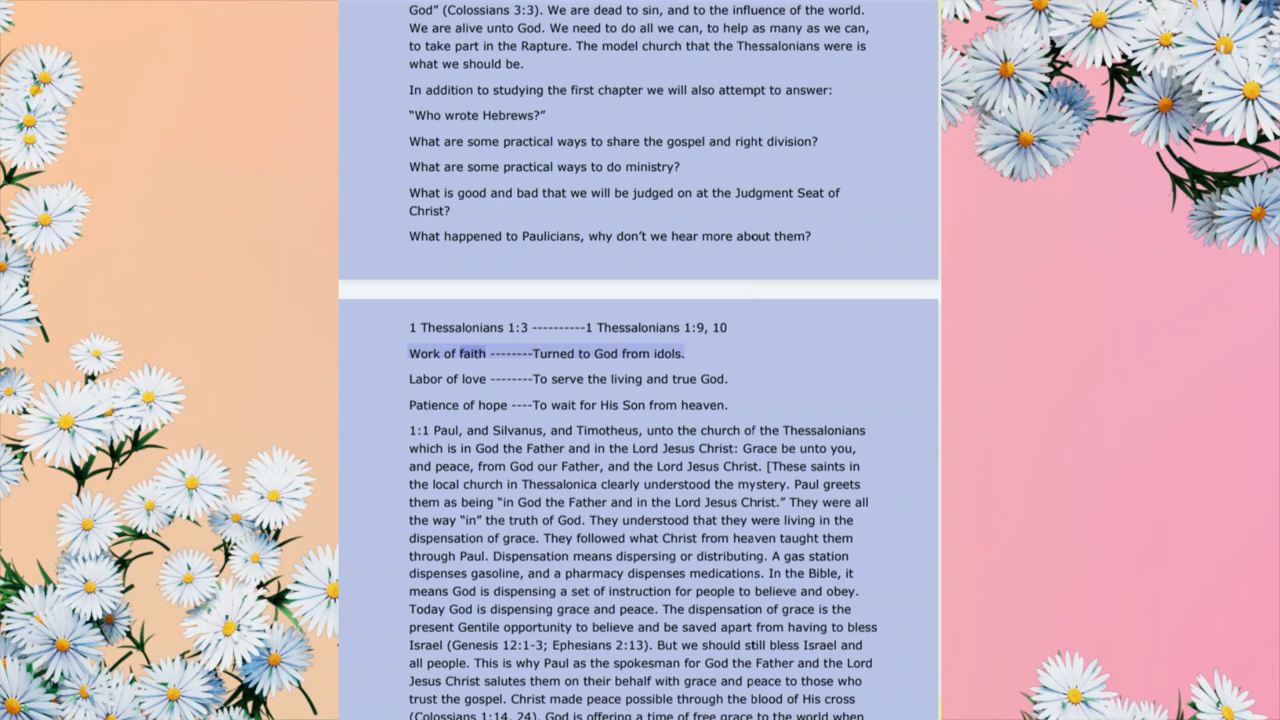 God” (Colossians 3:3). We are dead to sin, and to the influence of the world.
We are alive unto God. We need to do all we can, to help as many as we can,
to take part in the Rapture. The model church that the Thessalonians were is
what we should be.
In addition to studying the first chapter we will also attempt to answer:
“Who wrote Hebrews?”
What are some practical ways to share the gospel and right division?
What are some practical ways to do ministry?
What is good and bad that we will be judged on at the Judgment Seat of
Christ?
What happened to Paulicians, why don’t we hear more about them?
1 Thessalonians 1:3 ----------1 Thessalonians 1:9, 10
Work of faith --------Turned to God from idols.
Labor of love --------To serve the living and true God.
Patience of hope ----To wait for His Son from heaven.
1:1 Paul, and Silvanus, and Timotheus, unto the church of the Thessalonians
which is in God the Father and in the Lord Jesus Christ: Grace be unto you,
and peace, from God our Father, and the Lord Jesus Christ. [These saints in
the local church in Thessalonica clearly understood the mystery. Paul greets
them as being “in God the Father and in the Lord Jesus Christ.” They were all
the way “in” the truth of God. They understood that they were living in the
dispensation of grace. They followed what Christ from heaven taught them
through Paul. Dispensation means dispersing or distributing. A gas station
dispenses gasoline, and a pharmacy dispenses medications. In the Bible, it
means God is dispensing a set of instruction for people to believe and obey.
Today God is dispensing grace and peace. The dispensation of grace is the
present Gentile opportunity to believe and be saved apart from having to bless
Israel (Genesis 12:1-3; Ephesians 2:13). But we should still bless Israel and
all people. This is why Paul as the spokesman for God the Father and the Lord
Jesus Christ salutes them on their behalf with grace and peace to those who
trust the gospel. Christ made peace possible through the blood of His cross
(Colossians 1:14, 24). God is offering a time of free grace to the world when